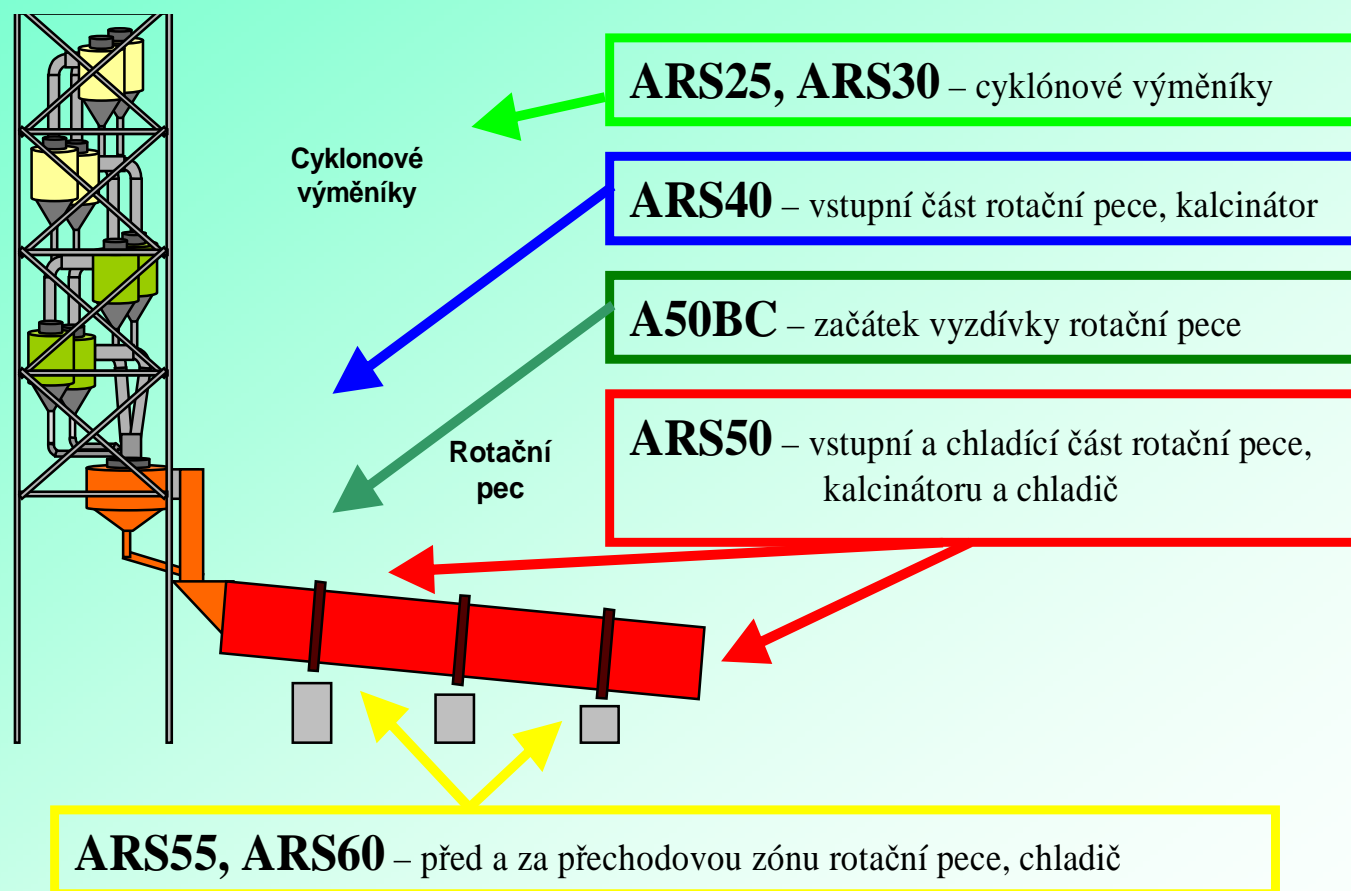 ARS25, ARS30 – cyklónové výměníky
Cyklonové
výměníky
ARS40 – vstupní část rotační pece, kalcinátor
A50BC – začátek vyzdívky rotační pece
Rotační
pec
ARS50 – vstupní a chladící část rotační pece,
kalcinátoru a chladič
ARS55, ARS60 – před a za přechodovou zónu rotační pece, chladič